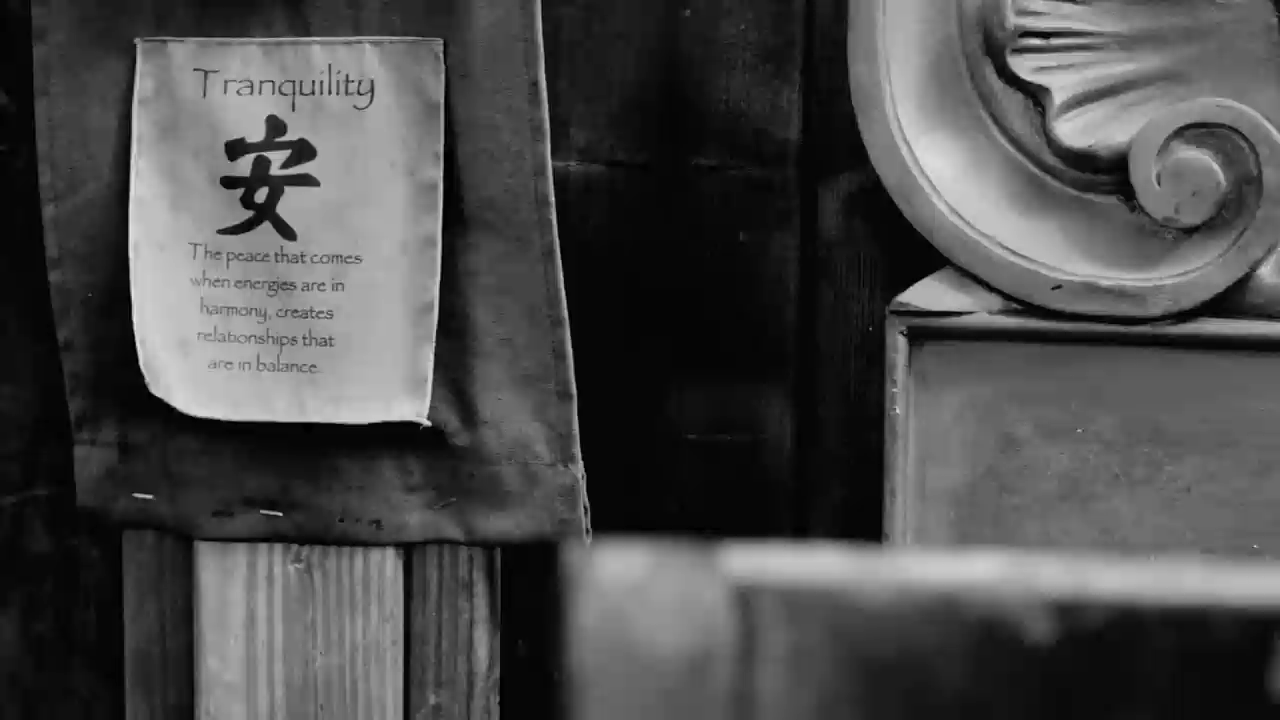 Tranquility
安
The peace that comes
when energies are in
harmony, creates
relationships that
are in balance.